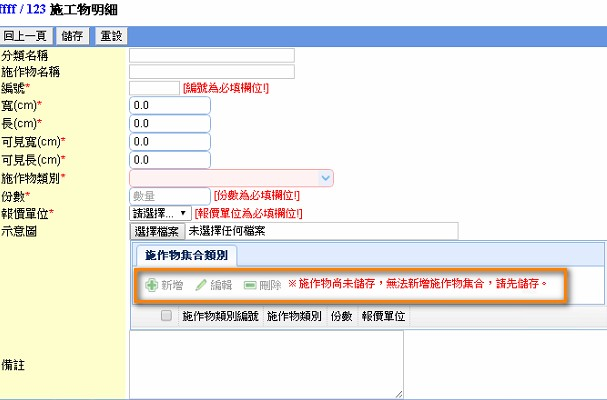 ffff / 123 施工物明細
回上一頁 儲存 重設
分類名稱
施作物名稱
編號* [編號為必填欄位!]
寬(cm)* 0.0
長(cm)* 0.0
可見寬(cm)* 0.0
可見長(cm)* 0.0
施作物類別*
份數* 數量 [份數為必填欄位!]
報價單位* 請選擇... [報價單位為必填欄位!]
示意圖 選擇檔案 未選擇任何檔案
施作物集合類別
新增 編輯 刪除 ※施作物尚未儲存，無法新增施作物集合，請先儲存。
施作物類別編號 施作物類別 份數 報價單位
備註